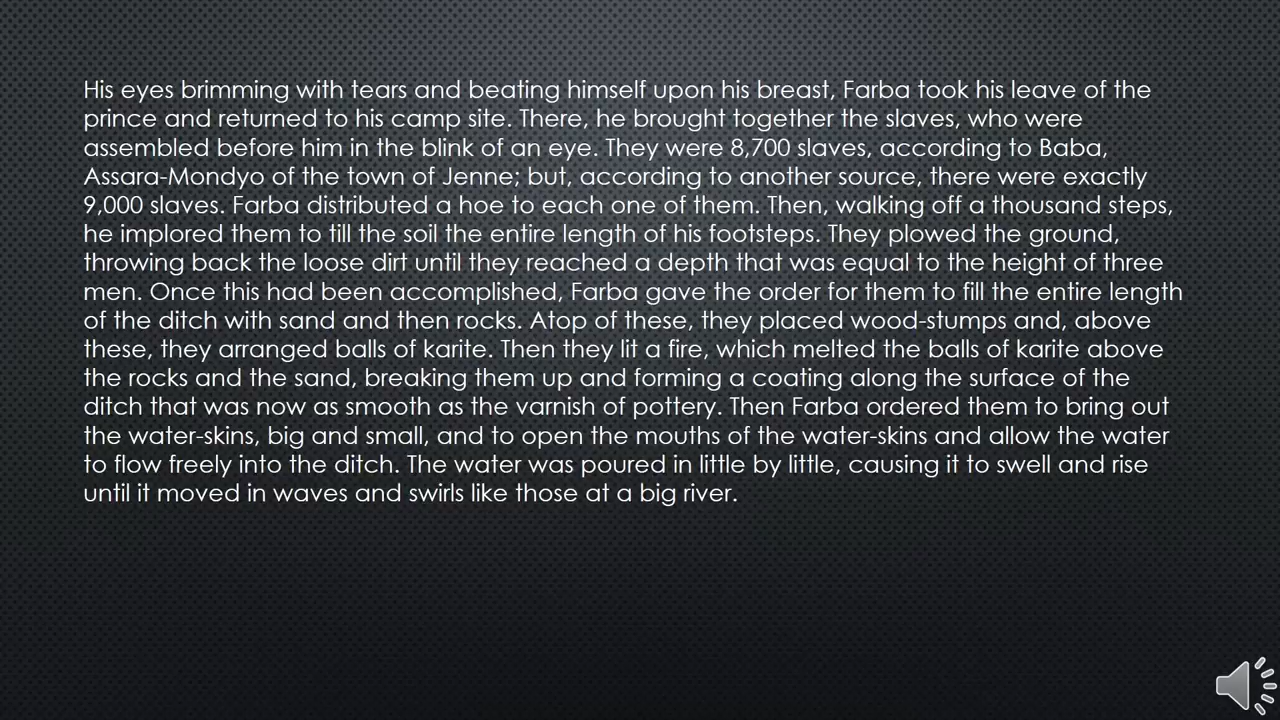 His eyes brimming with tears and beating himself upon his breast, Farba took his leave of the
prince and returned to his camp site. There, he brought together the slaves, who were
assembled before him in the blink of an eye. They were 8,700 slaves, according to Baba,
Assara-Mondyo of the town of Jenne; but, according to another source, there were exactly
9,000 slaves. Farba distributed a hoe to each one of them. Then, walking off a thousand steps,
he implored them to till the soil the entire length of his footsteps. They plowed the ground,
throwing back the loose dirt until they reached a depth that was equal to the height of three
men. Once this had been accomplished, Farba gave the order for them to fill the entire length
of the ditch with sand and then rocks. Atop of these, they placed wood-stumps and, above
these, they arranged balls of karite. Then they lit a fire, which melted the balls of karite above
the rocks and the sand, breaking them up and forming a coating along the surface of the
ditch that was now as smooth as the varnish of pottery. Then Farba ordered them to bring out
the water-skins, big and small, and to open the mouths of the water-skins and allow the water
to flow freely into the ditch. The water was poured in little by little, causing it to swell and rise
until it moved in waves and swirls like those at a big river.